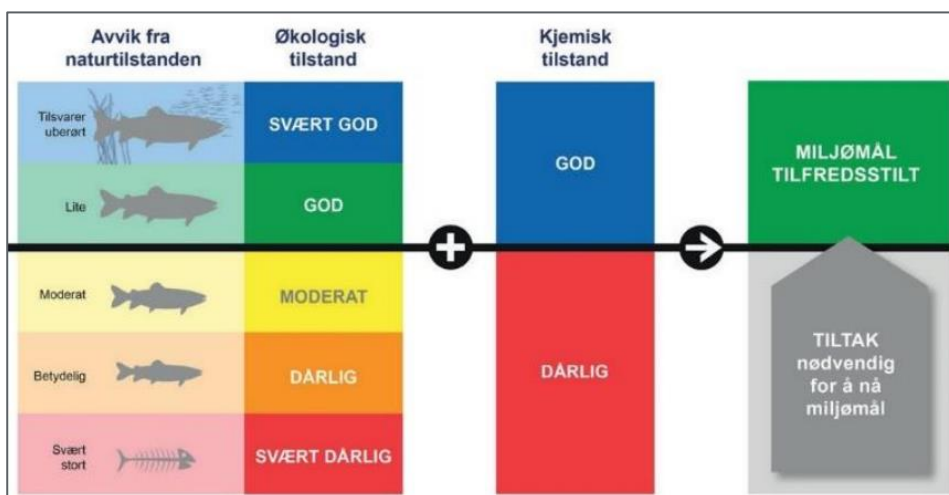 Avvik fra
naturtilstanden
Økologisk
tilstand
Kjemisk
tilstand
Tilsvarer
uberørt
SVÆRT GOD
Lite
GOD
GOD
MILJØMÅL
TILFREDSSTILT
Moderat
MODERAT
Betydelig
DÅRLIG
DÅRLIG
TILTAK
nødvendig
for å nå
miljømål
Svært
stort
SVÆRT DÅRLIG